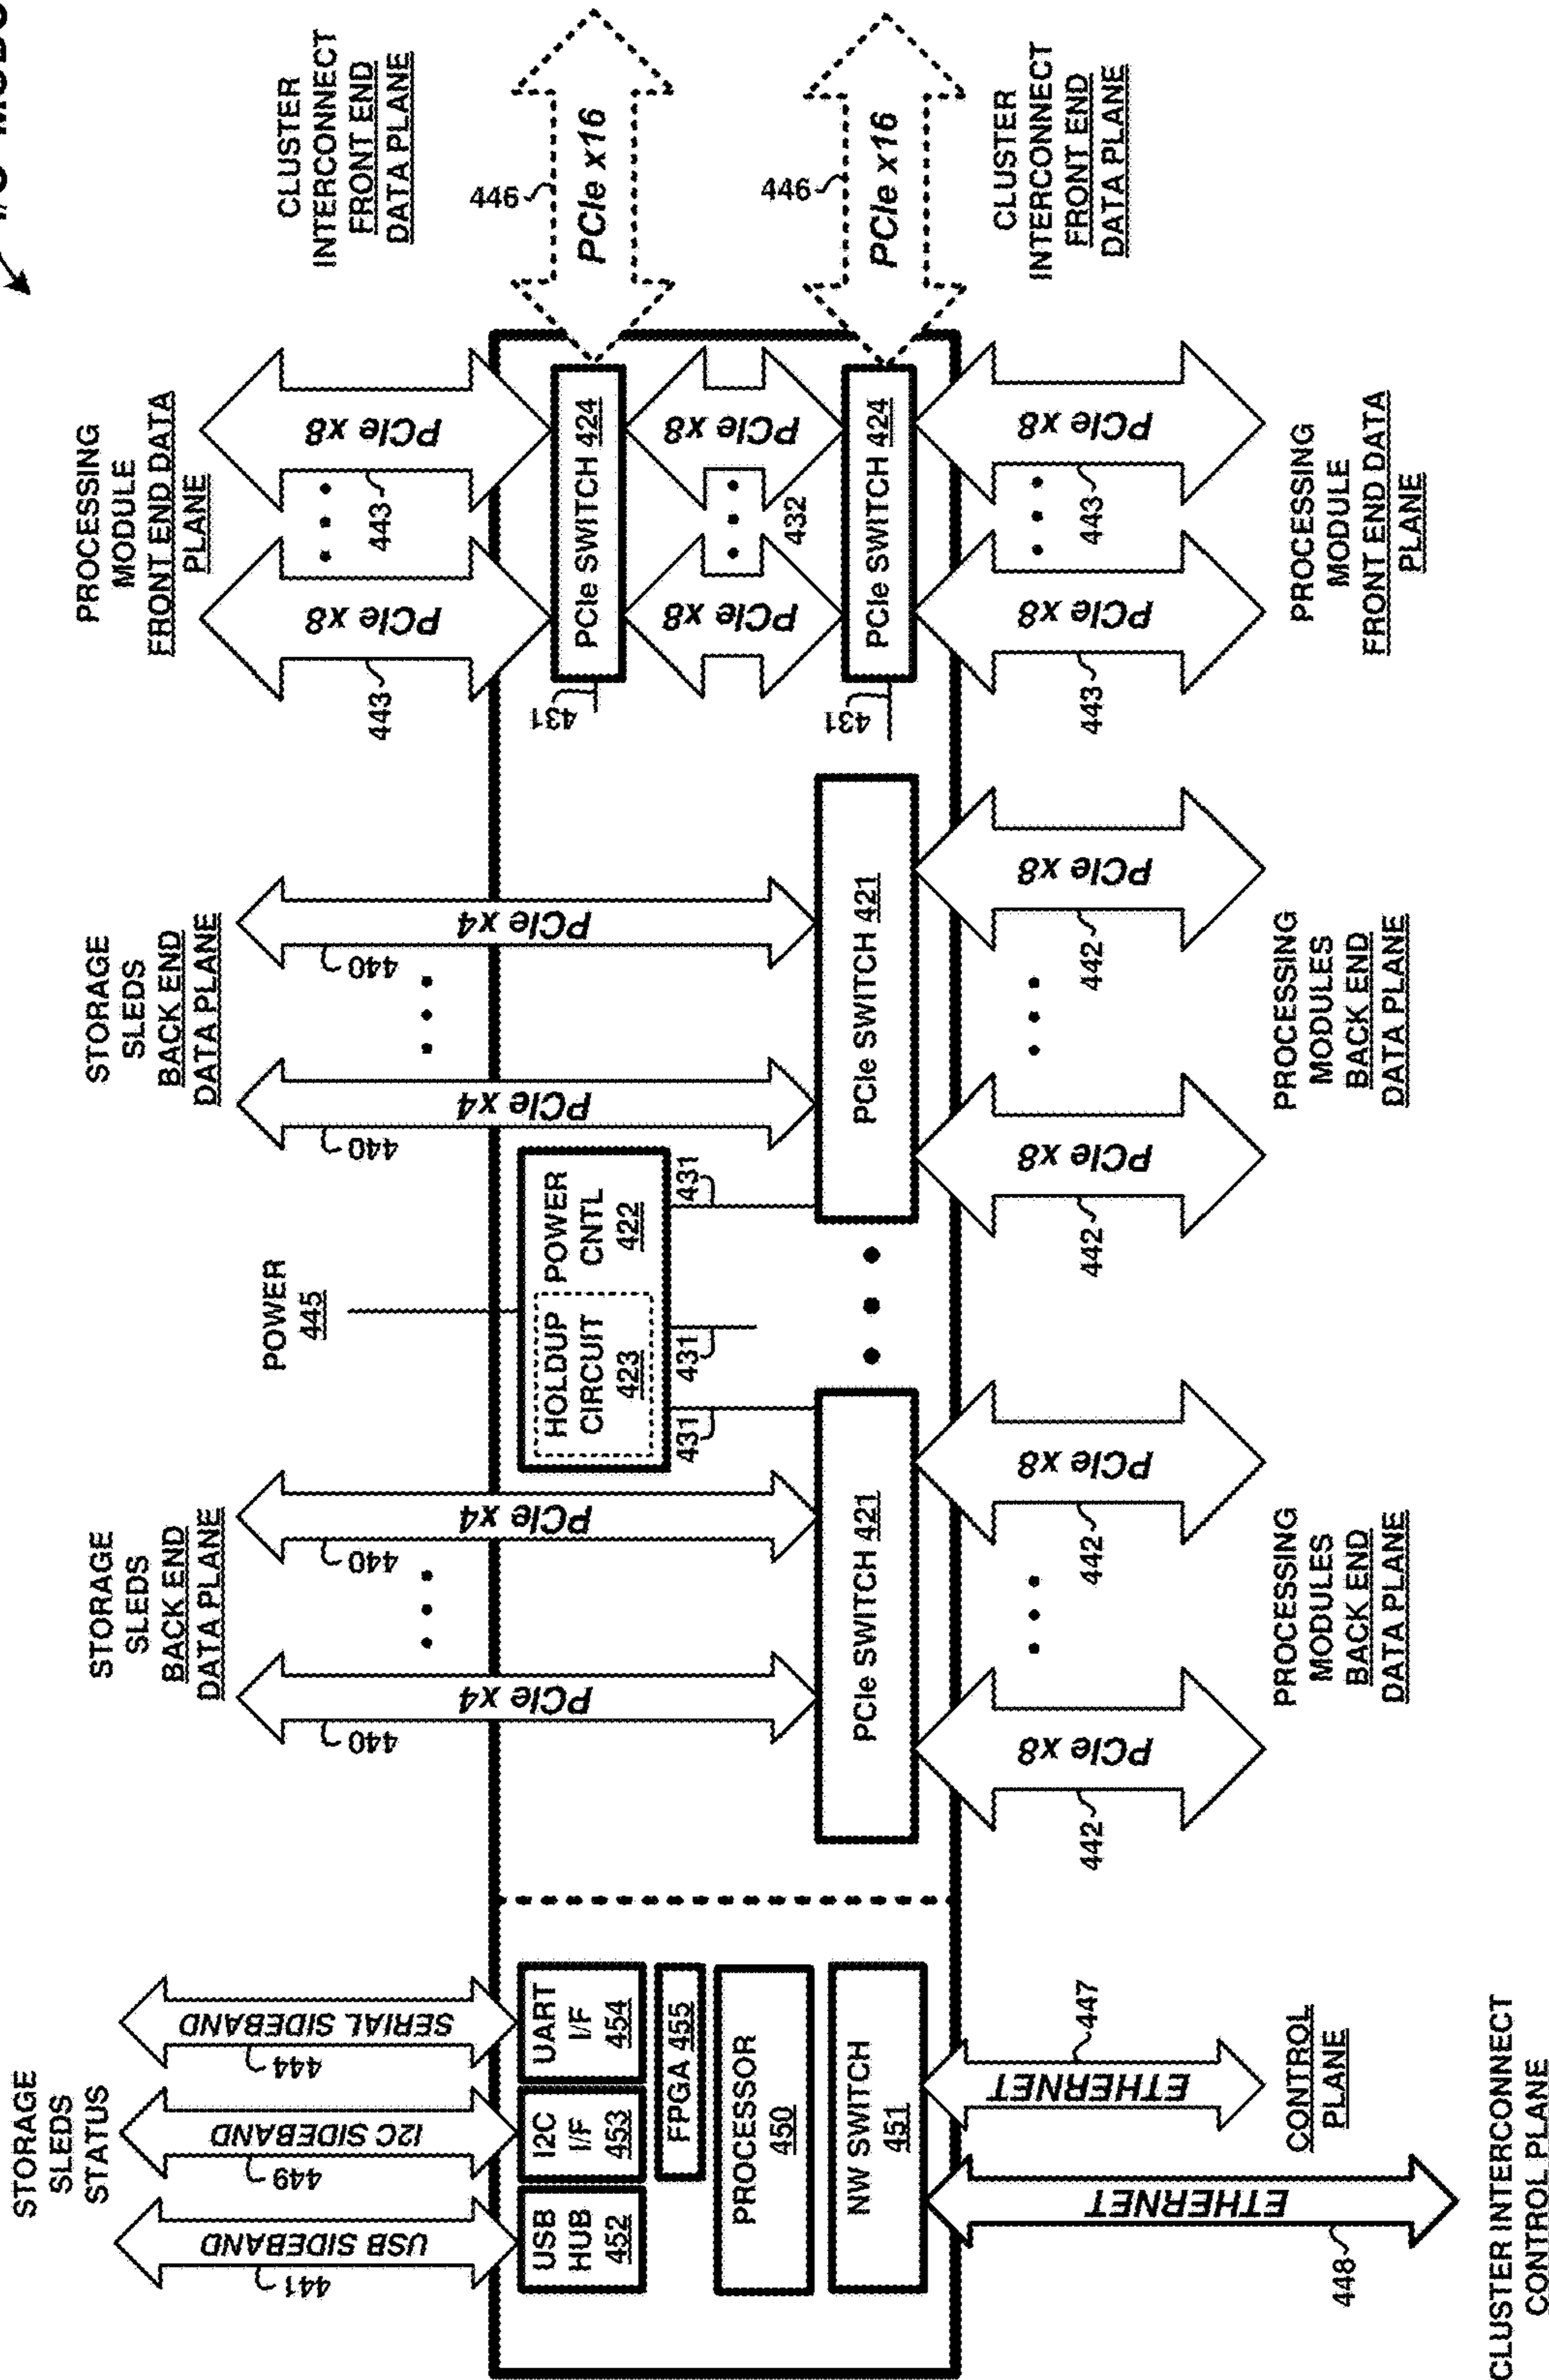 STORAGE
SLEDS
STATUS
USB SIDEBAND
441
I2C SIDEBAND
449
SERIAL SIDEBAND
444
STORAGE
SLEDS
BACK END
DATA PLANE
440
PCIe x4
• • •
440
PCIe x4
POWER
445
STORAGE
SLEDS
BACK END
DATA PLANE
440
PCIe x4
• • •
440
PCIe x4
PROCESSING
MODULE
FRONT END DATA
PLANE
443
PCIe x8
• • •
443
PCIe x8
CLUSTER
INTERCONNECT
FRONT END
DATA PLANE
446
PCIe x16
USB
HUB
452
I2C
I/F
453
UART
I/F
454
FPGA 455
PROCESSOR
450
NW SWITCH
451
HOLDUP
CIRCUIT
423
POWER
CNTL
422
431
431
431
PCIe SWITCH 421
• • •
PCIe SWITCH 421
PCIe SWITCH 424
431
PCIe x8
• • •
432
PCIe x8
PCIe SWITCH 424
431
446
PCIe x16
CLUSTER
INTERCONNECT
FRONT END
DATA PLANE
448
ETHERNET
ETHERNET
447
CONTROL
PLANE
CLUSTER INTERCONNECT
CONTROL PLANE
442
PCIe x8
• • •
442
PCIe x8
PROCESSING
MODULES
BACK END
DATA PLANE
442
PCIe x8
• • •
442
PCIe x8
PROCESSING
MODULES
BACK END
DATA PLANE
443
PCIe x8
• • •
443
PCIe x8
PROCESSING
MODULE
FRONT END DATA
PLANE